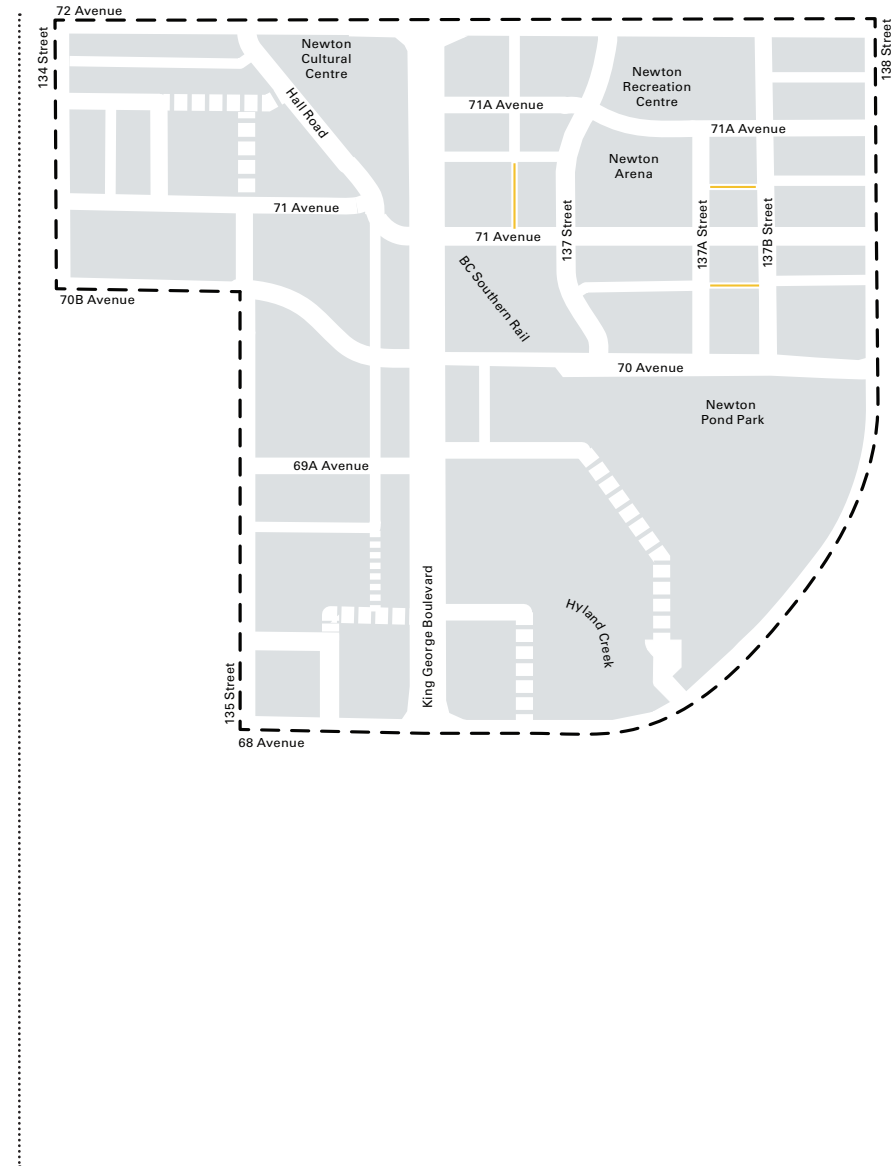 72 Avenue
134 Street
138 Street
Newton
Cultural
Centre
Newton
Recreation
Centre
Hall Road
71A Avenue
71A Avenue
Newton
Arena
71 Avenue
71 Avenue
137 Street
137A Street
137B Street
BC Southern Rail
70B Avenue
70 Avenue
Newton
Pond Park
69A Avenue
King George Boulevard
Hyland Creek
135 Street
68 Avenue